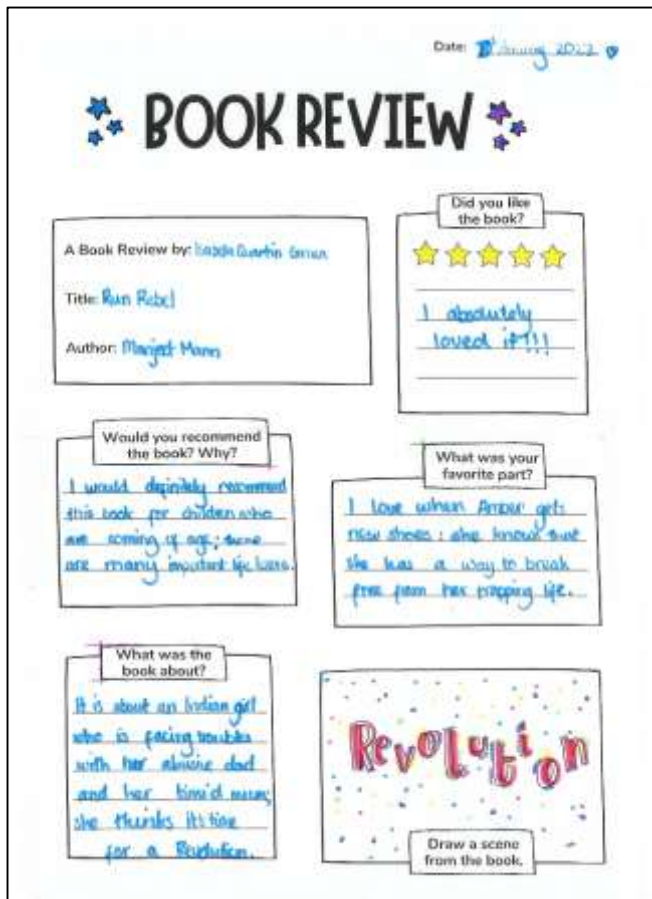 Date: January 2022
BOOK REVIEW
A Book Review by: Isabela
Title: Run Rebel
Author: Manjeet Mann
Did you like
the book?
I absolutely
loved it!!!
Would you recommend
the book? Why?
I would definitely recommend
this book for children who
are coming of age; there
are many important life
What was your
favorite part?
I love when Amber gets
new shoes: she knows
she has a way to break
free from her trapping life.
What was the
book about?
It is about an Indian girl
who is facing troubles
with her abusive dad
and her timid mum;
she thinks its time
for a Revolution.
Revolution
Draw a scene
from the book.